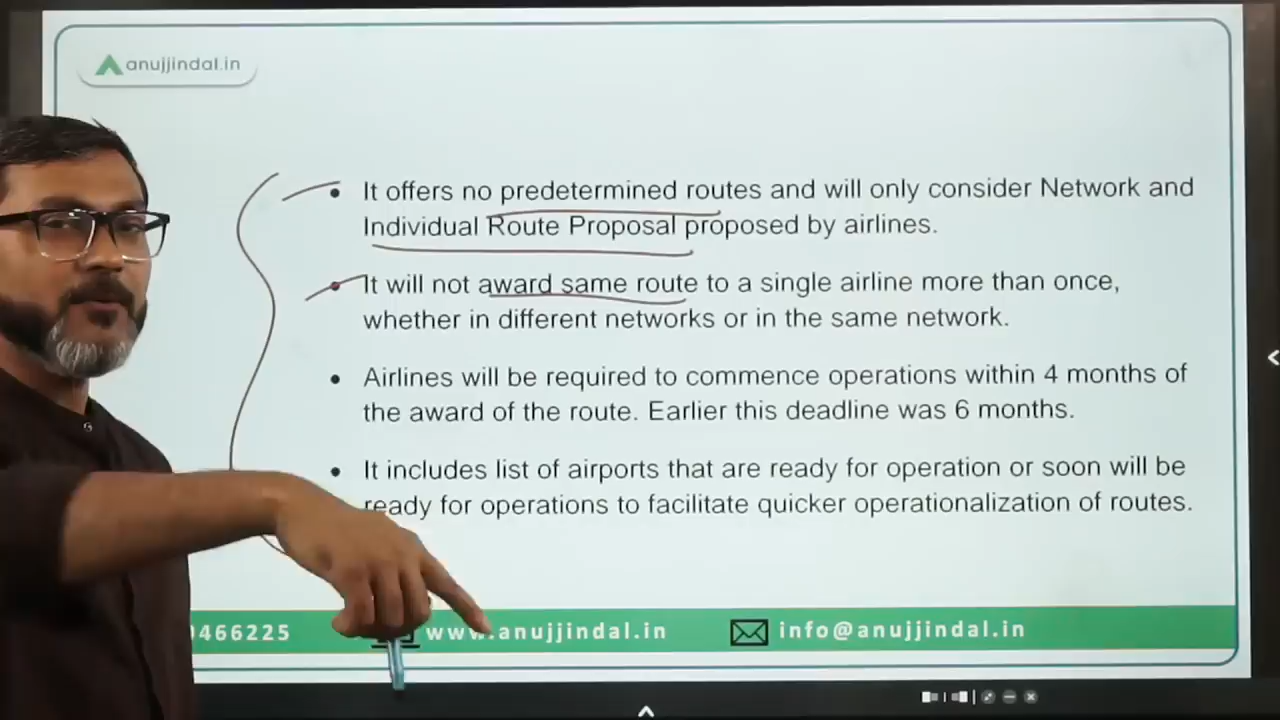 anujjindal.in
It offers no predetermined routes and will only consider Network and
Individual Route Proposal proposed by airlines.
It will not award same route to a single airline more than once,
whether in different networks or in the same network.
Airlines will be required to commence operations within 4 months of
the award of the route. Earlier this deadline was 6 months.
It includes list of airports that are ready for operation or soon will be
ready for operations to facilitate quicker operationalization of routes.
466225
www.anujjindal.in
info@anujjindal.in